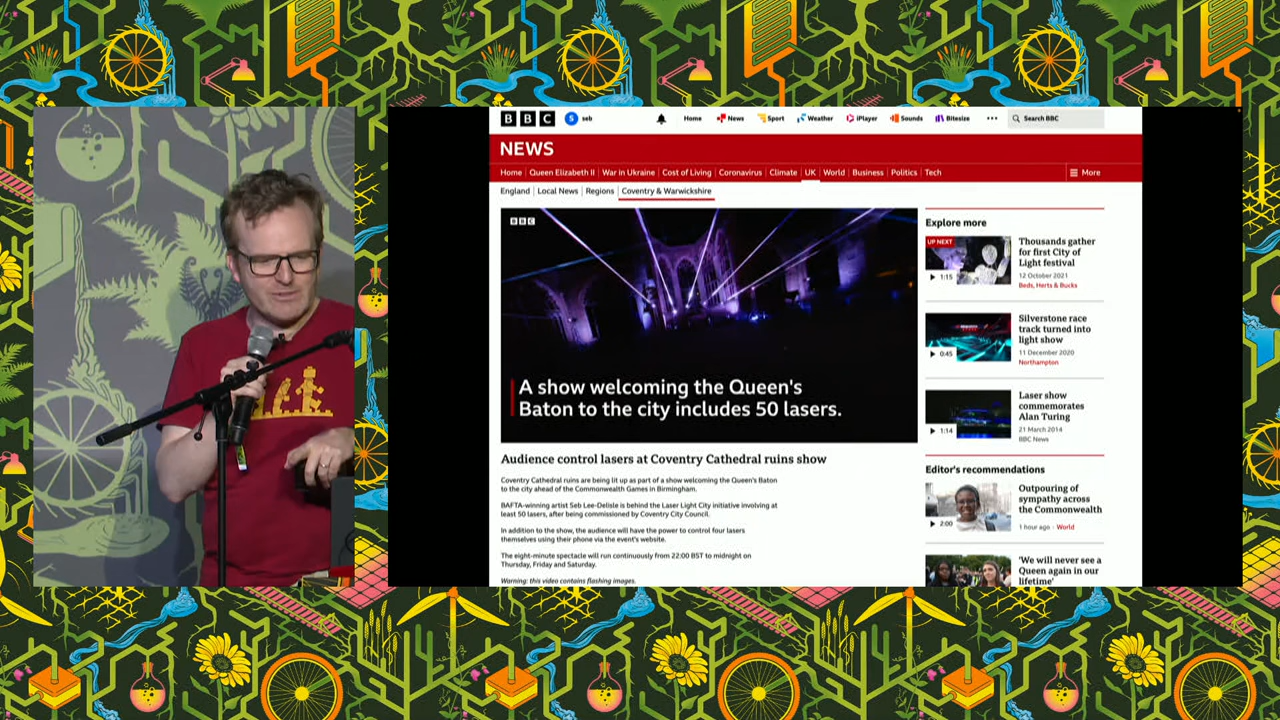 BBC
S seb
Home
News
Sport
Weather
iPlayer
Sounds
Bitesize
Search BBC
NEWS
Home
Queen Elizabeth II
War in Ukraine
Cost of Living
Coronavirus
Climate
UK
World
Business
Politics
Tech
More
England
Local News
Regions
Coventry & Warwickshire
BBC
A show welcoming the Queen's
Baton to the city includes 50 lasers.
Audience control lasers at Coventry Cathedral ruins show
Coventry Cathedral ruins are being lit up as part of a show welcoming the Queen's Baton
to the city ahead of the Commonwealth Games in Birmingham.
BAFTA-winning artist Seb Lee-Delisle is behind the Laser Light City initiative involving at
least 50 lasers, after being commissioned by Coventry City Council.
In addition to the show, the audience will have the power to control four lasers
themselves using their phone via the event's website.
The eight-minute spectacle will run continuously from 22:00 BST to midnight on
Thursday, Friday and Saturday.
Warning: this video contains flashing images.
Explore more
UP NEXT
1:15
Thousands gather
for first City of
Light festival
12 October 2021
Beds, Herts & Bucks
0:45
Silverstone race
track turned into
light show
11 December 2020
Northampton
1:14
Laser show
commemorates
Alan Turing
21 March 2014
BBC News
Editor's recommendations
2:00
Outpouring of
sympathy across
the Commonwealth
1 hour ago
World
'We will never see a
Queen again in our
lifetime'